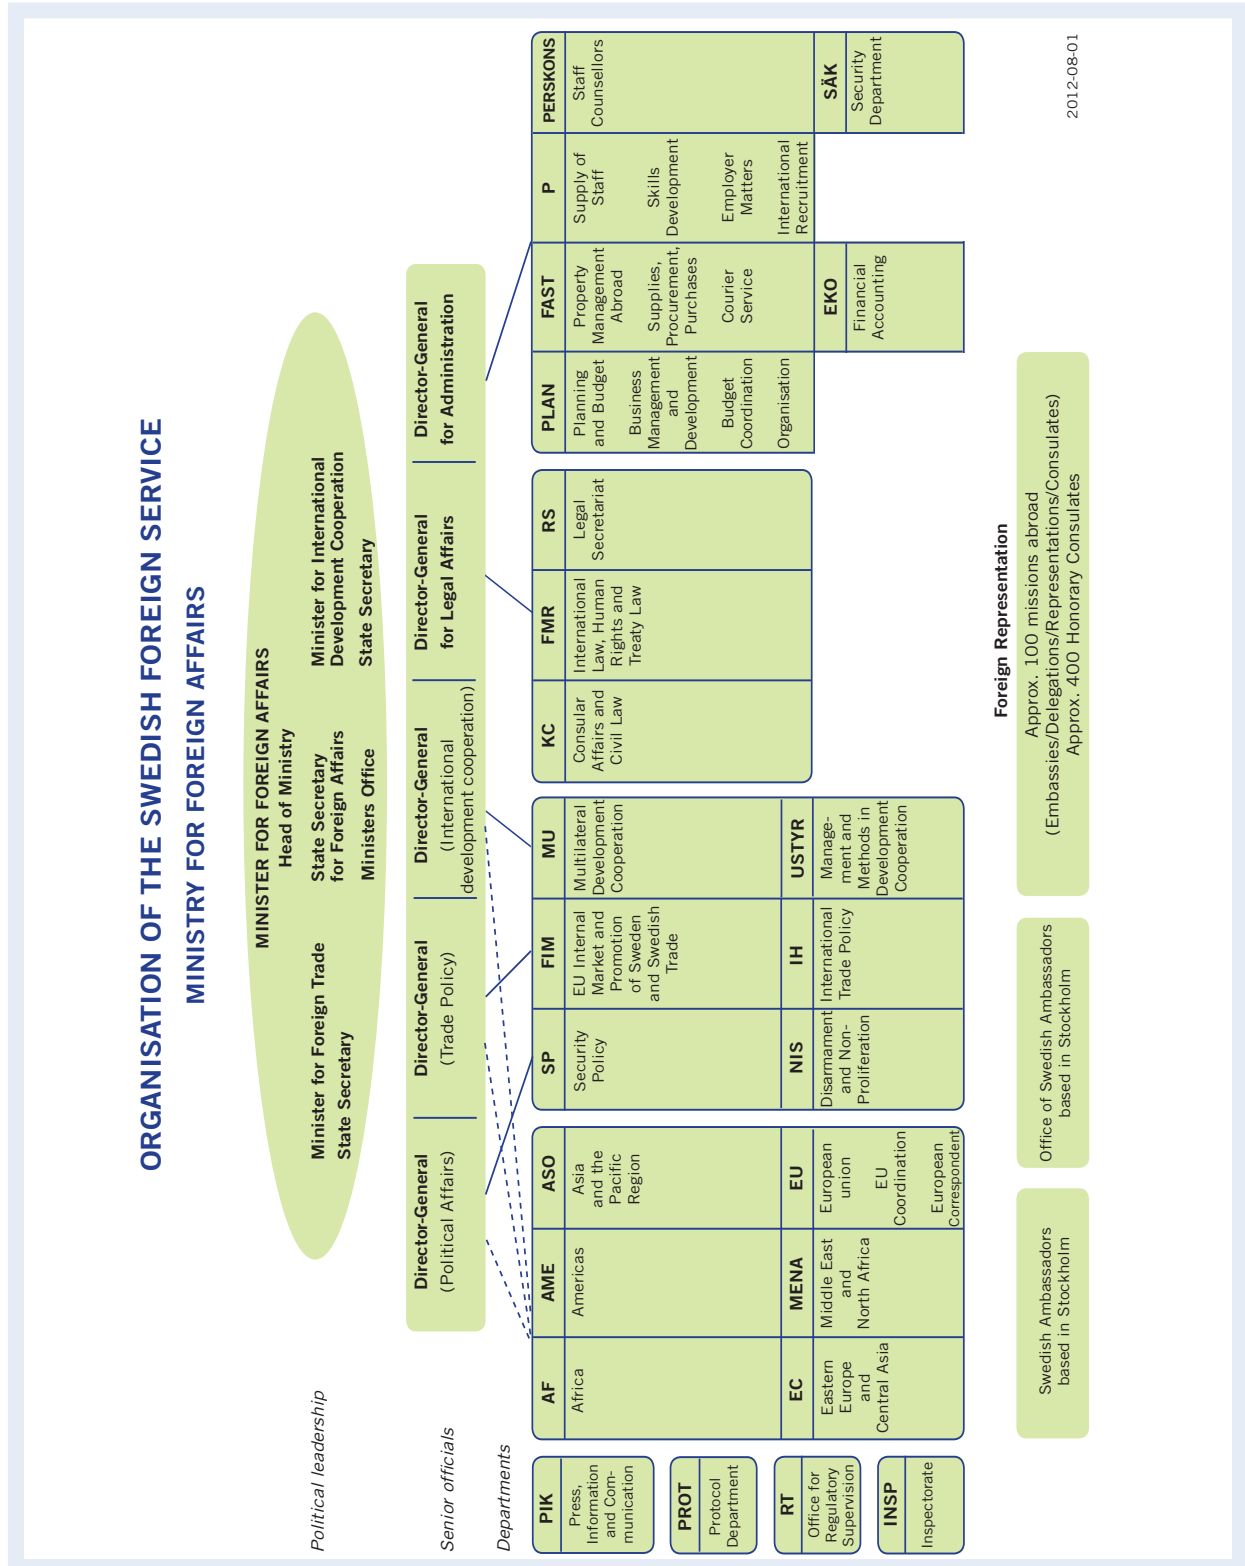 ORGANISATION OF THE SWEDISH FOREIGN SERVICE
MINISTRY FOR FOREIGN AFFAIRS
Political leadership
MINISTER FOR FOREIGN AFFAIRS
Head of Ministry
Minister for Foreign Trade
State Secretary
State Secretary
for Foreign Affairs
Ministers Office
Minister for International
Development Cooperation
State Secretary
Senior officials
Director-General
(Political Affairs)
Director-General
(Trade Policy)
Director-General
(International
development cooperation)
Director-General
for Legal Affairs
Director-General
for Administration
Departments
PIK
Press,
Information
and Com-
munication
PROT
Protocol
Department
RT
Office for
Regulatory
Supervision
INSP
Inspectorate
AF
Africa
AME
Americas
ASO
Asia
and the
Pacific
Region
EC
Eastern
Europe
and
Central Asia
MENA
Middle East
and
North Africa
EU
European
union
EU
Coordination
European
Correspondent
SP
Security
Policy
FIM
EU Internal
Market and
Promotion
of Sweden
and Swedish
Trade
MU
Multilateral
Development
Cooperation
NIS
Disarmament
and Non-
Proliferation
IH
International
Trade Policy
USTYR
Manage-
ment and
Methods in
Development
Cooperation
KC
Consular
Affairs and
Civil Law
FMR
International
Law, Human
Rights and
Treaty Law
RS
Legal
Secretariat
PLAN
Planning
and Budget
Business
Management
and
Development
Budget
Coordination
Organisation
FAST
Property
Management
Abroad
Supplies,
Procurement,
Purchases
Courier
Service
P
Supply of
Staff
Skills
Development
Employer
Matters
International
Recruitment
PERSKONS
Staff
Counsellors
EKO
Financial
Accounting
SÄK
Security
Department
Swedish Ambassadors
based in Stockholm
Office of Swedish Ambassadors
based in Stockholm
Foreign Representation
Approx. 100 missions abroad
(Embassies/Delegations/Representations/Consulates)
Approx. 400 Honorary Consulates
2012-08-01